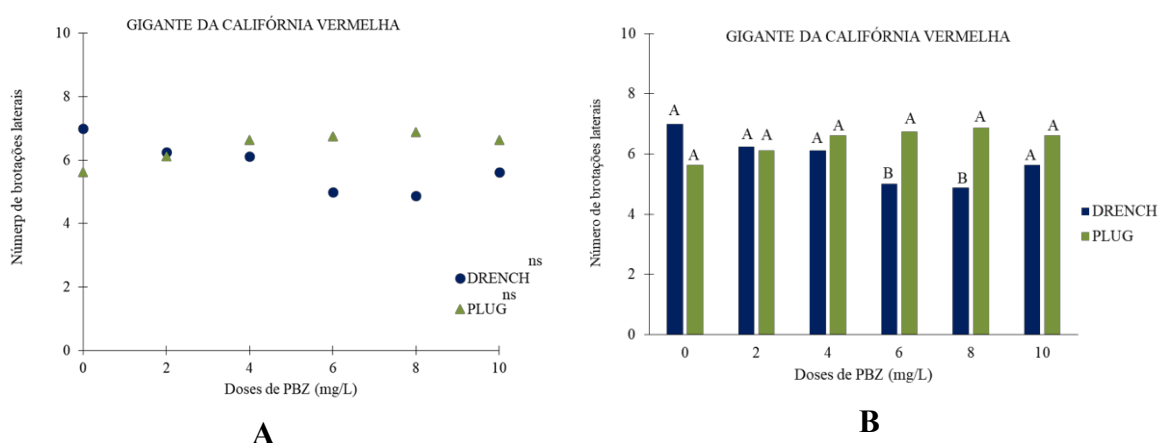 GIGANTE DA CALIFÓRNIA VERMELHA
10
8
6
4
2
0
Númerp de brotações laterais
DRENCH ns
PLUG ns
0 2 4 6 8 10
Doses de PBZ (mg/L)
A
GIGANTE DA CALIFÓRNIA VERMELHA
10
8
6
4
2
0
Número de brotações laterais
A A A A A A B A B A A A
DRENCH
PLUG
0 2 4 6 8 10
Doses de PBZ (mg/L)
B